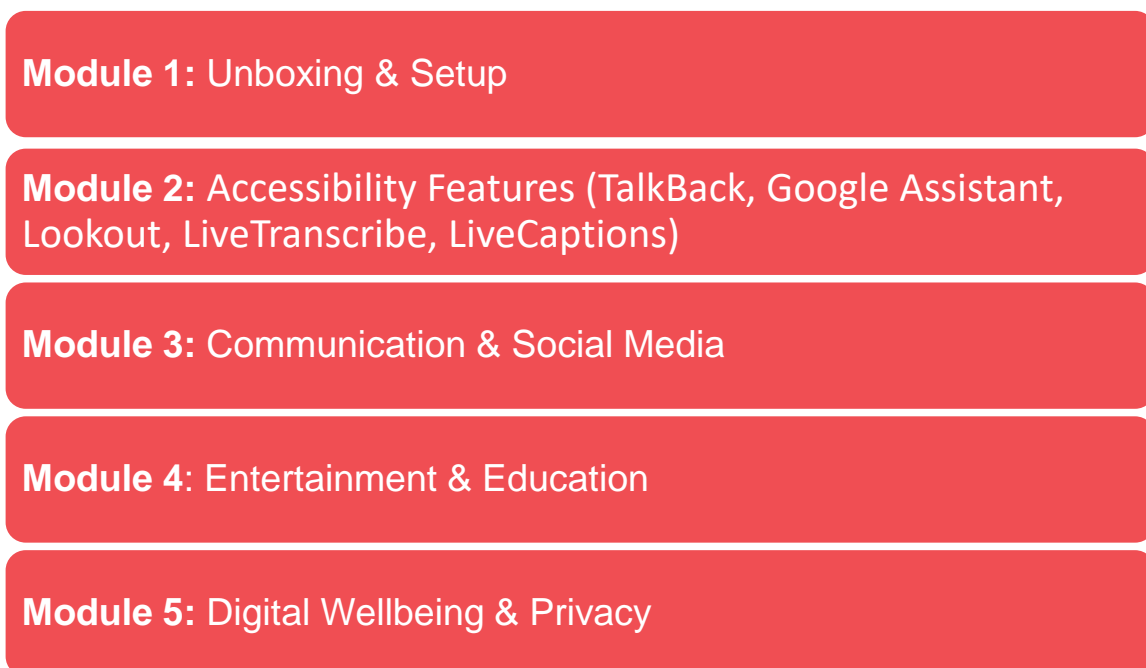 Module 1: Unboxing & Setup
Module 2: Accessibility Features (TalkBack, Google Assistant,
Lookout, LiveTranscribe, LiveCaptions)
Module 3: Communication & Social Media
Module 4: Entertainment & Education
Module 5: Digital Wellbeing & Privacy